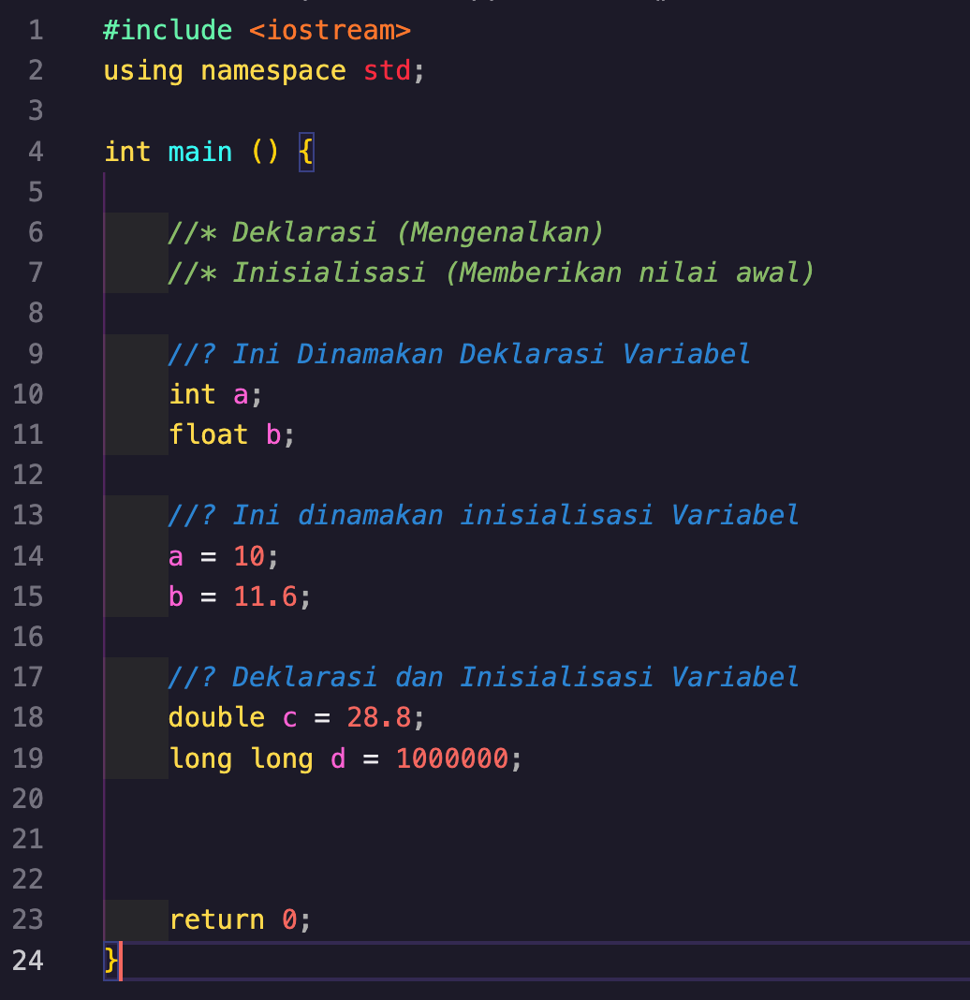 1 #include <iostream>
2 using namespace std;
3
4 int main () {
5
6 //* Deklarasi (Mengenalkan)
7 //* Inisialisasi (Memberikan nilai awal)
8
9 //? Ini Dinamakan Deklarasi Variabel
10 int a;
11 float b;
12
13 //? Ini dinamakan inisialisasi Variabel
14 a = 10;
15 b = 11.6;
16
17 //? Deklarasi dan Inisialisasi Variabel
18 double c = 28.8;
19 long long d = 1000000;
20
21
22
23 return 0;
24 }